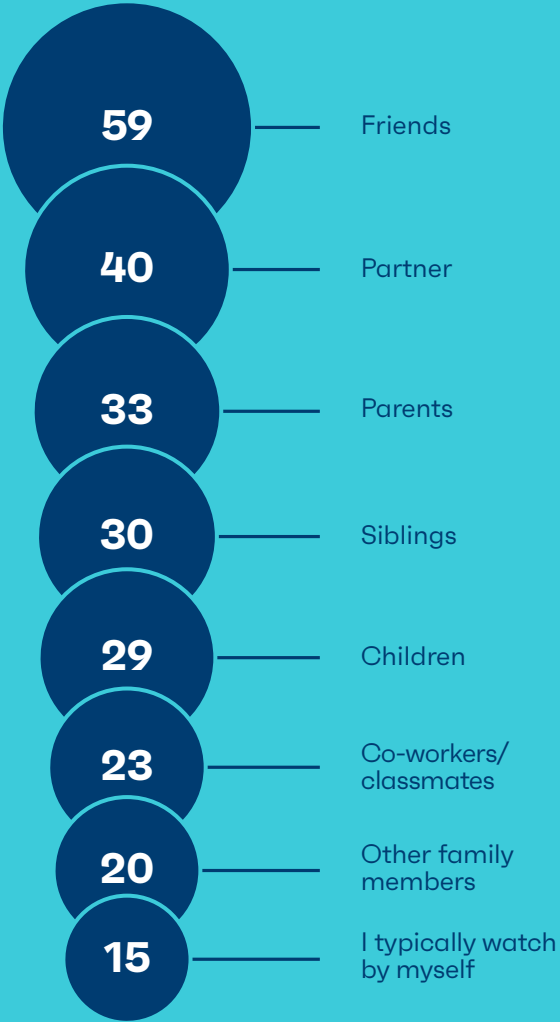 59
Friends
40
Partner
33
Parents
30
Siblings
29
Children
23
Co-workers/
classmates
20
Other family
members
15
I typically watch
by myself